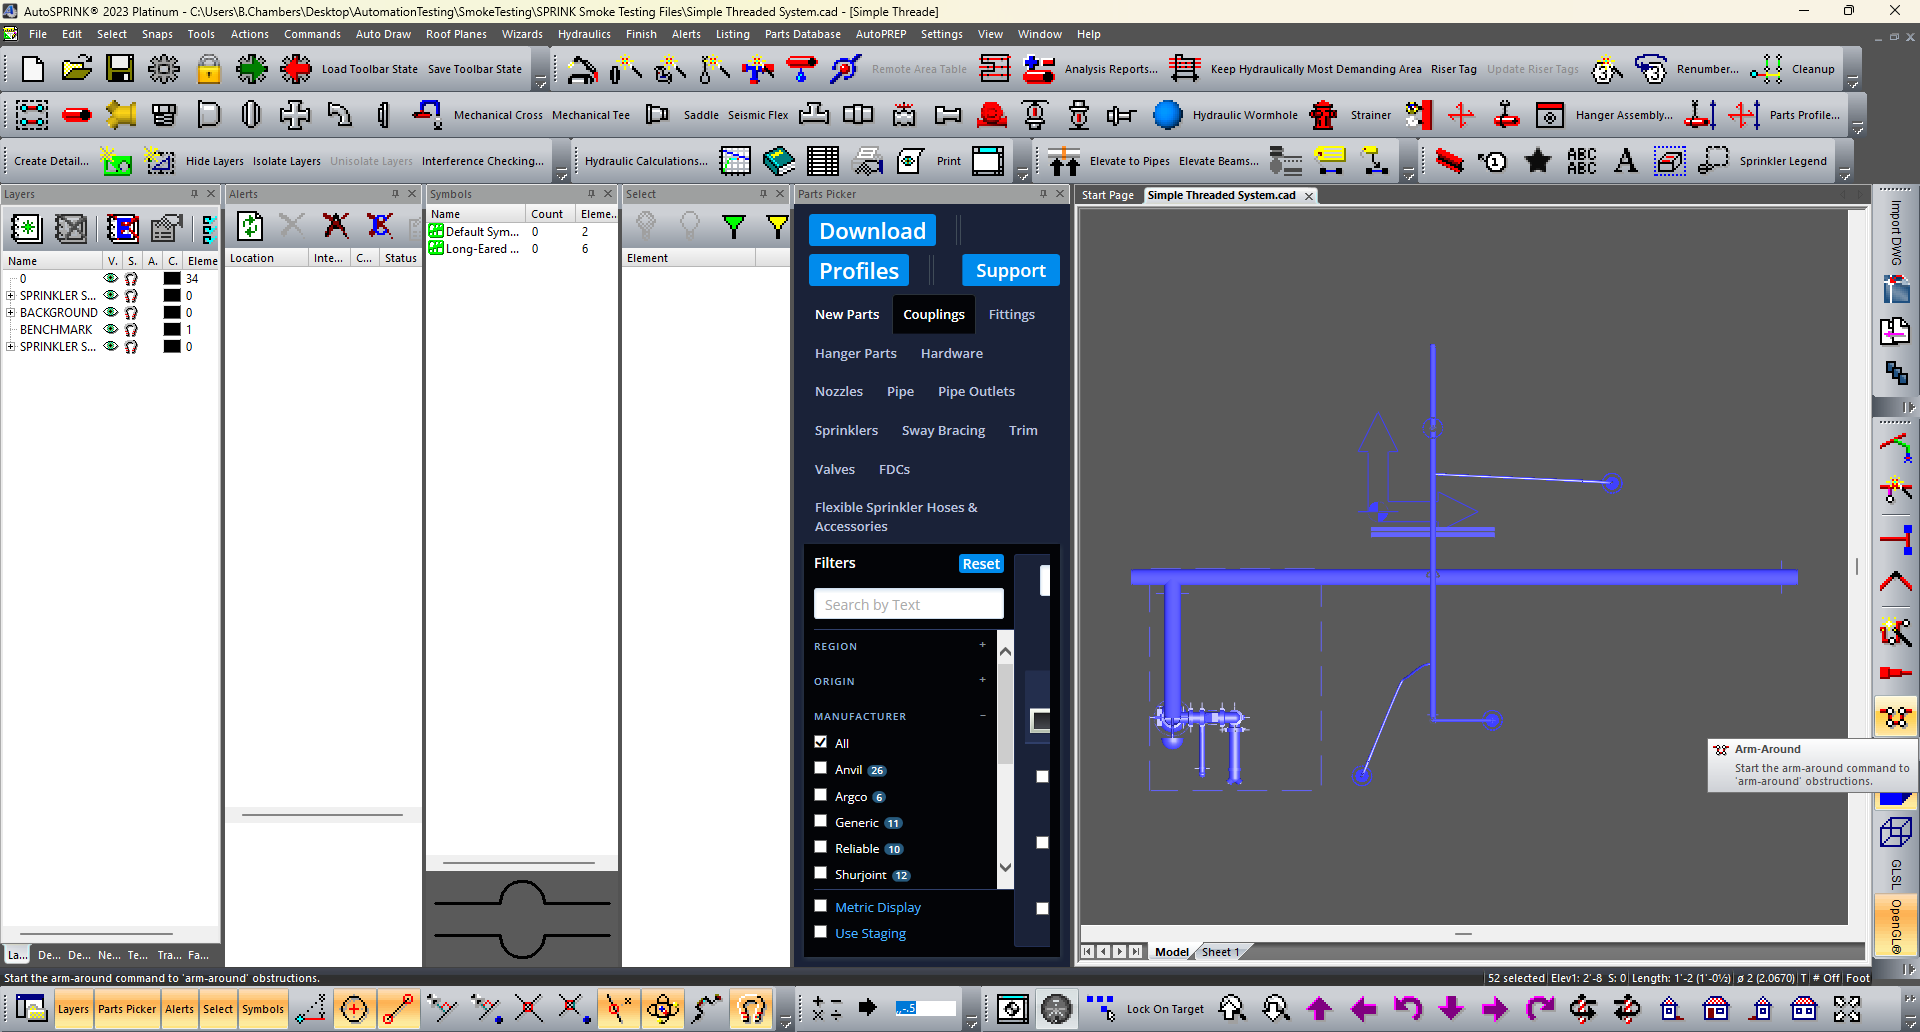 AutoSPRINK® 2023 Platinum - C:\Users\B.Chambers\Desktop\AutomationTesting\SmokeTesting\SPRINK Smoke Testing Files\Simple Threaded System.cad - [Simple Threade]
File Edit Select Snaps Tools Actions Commands Auto Draw Roof Planes Wizards Hydraulics Finish Alerts Listing Parts Database AutoPREP Settings View Window Help
Load Toolbar State Save Toolbar State Remote Area Table Analysis Reports... Keep Hydraulically Most Demanding Area Riser Tag Update Riser Tags Renumber... Cleanup
Mechanical Cross Mechanical Tee Saddle Seismic Flex Hydraulic Wormhole Strainer Hanger Assembly... Parts Profile...
Create Detail... Hide Layers Isolate Layers Unisolate Layers Interference Checking... Hydraulic Calculations... Print Elevate to Pipes Elevate Beams... Sprinkler Legend
Layers
Name V. S. A. C. Eleme
0 34
SPRINKLER S... 0
BACKGROUND 0
BENCHMARK 1
SPRINKLER S... 0
La... De... De... Ne... Te... Tra... Fa...
Alerts
Location Inte... C... Status
Symbols
Name Count Eleme..
Default Sym... 0 2
Long-Eared ... 0 6
Select
Element
Parts Picker
Download
Profiles Support
New Parts Couplings Fittings
Hanger Parts Hardware
Nozzles Pipe Pipe Outlets
Sprinklers Sway Bracing Trim
Valves FDCs
Flexible Sprinkler Hoses &
Accessories
Filters Reset
Search by Text
REGION +
ORIGIN +
MANUFACTURER −
All
Anvil 26
Argco 6
Generic 11
Reliable 10
Shurjoint 12
Metric Display
Use Staging
Start Page Simple Threaded System.cad
Model Sheet 1
Import DWG
Arm-Around
Start the arm-around command to
'arm-around' obstructions.
GLSL
OpenGL®
Start the arm-around command to 'arm-around' obstructions.
52 selected Elev1: 2'-8 S: 0 Length: 1'-2 (1'-0½) ø 2 (2.0670) T # Off Foot
Layers Parts Picker Alerts Select Symbols Lock On Target